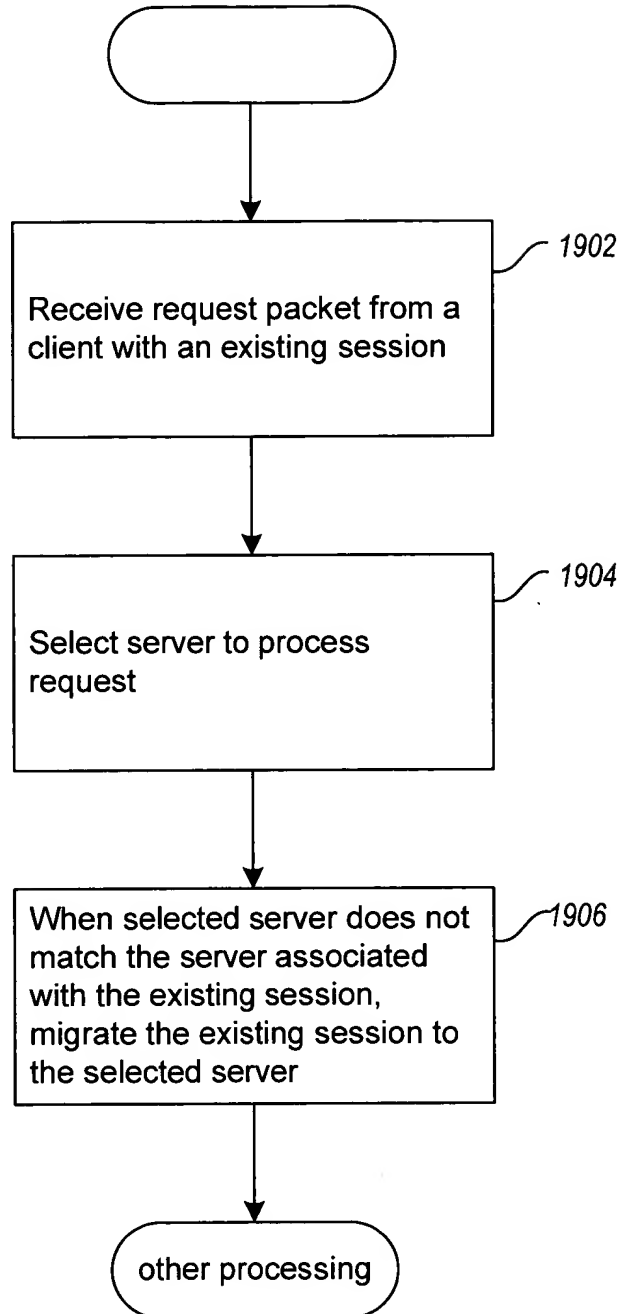 1902
Receive request packet from a
client with an existing session
1904
Select server to process
request
1906
When selected server does not
match the server associated
with the existing session,
migrate the existing session to
the selected server
other processing